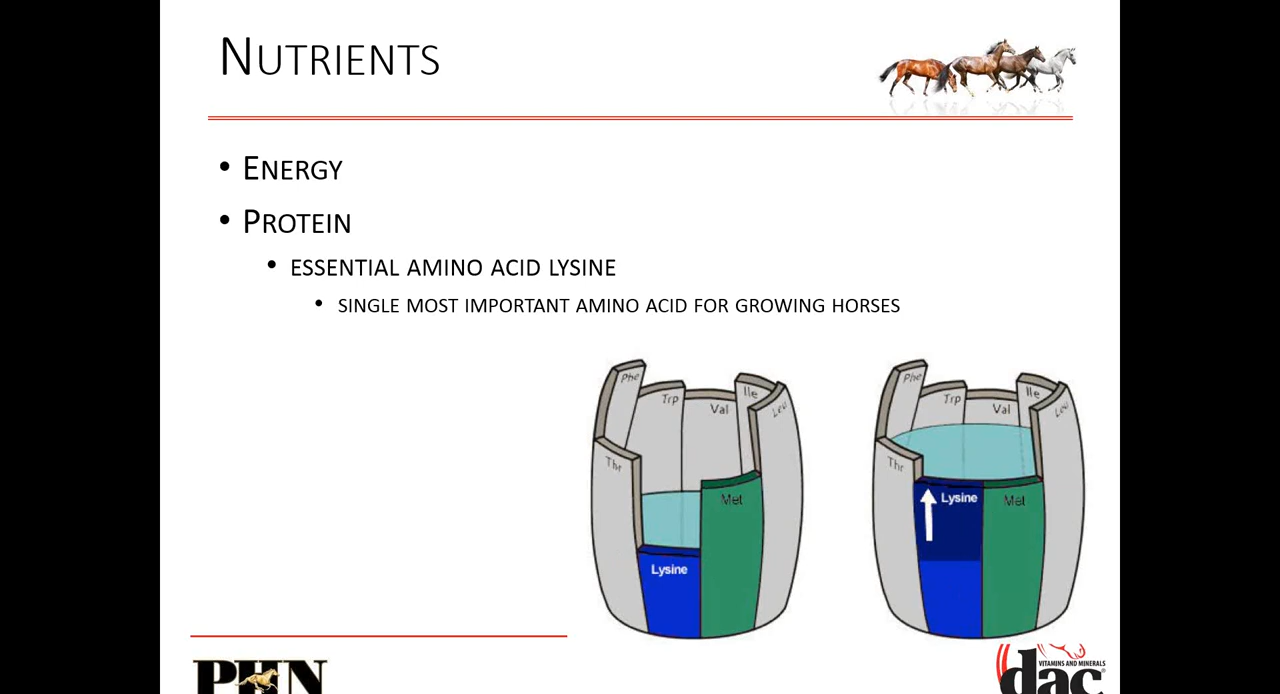 NUTRIENTS
• ENERGY
• PROTEIN
• ESSENTIAL AMINO ACID LYSINE
• SINGLE MOST IMPORTANT AMINO ACID FOR GROWING HORSES
Phe
Trp
Val
Ile
Leu
Thr
Met
Lysine
Phe
Trp
Val
Ile
Leu
Thr
Lysine
Met
PHN
dac
VITAMINS AND MINERALS